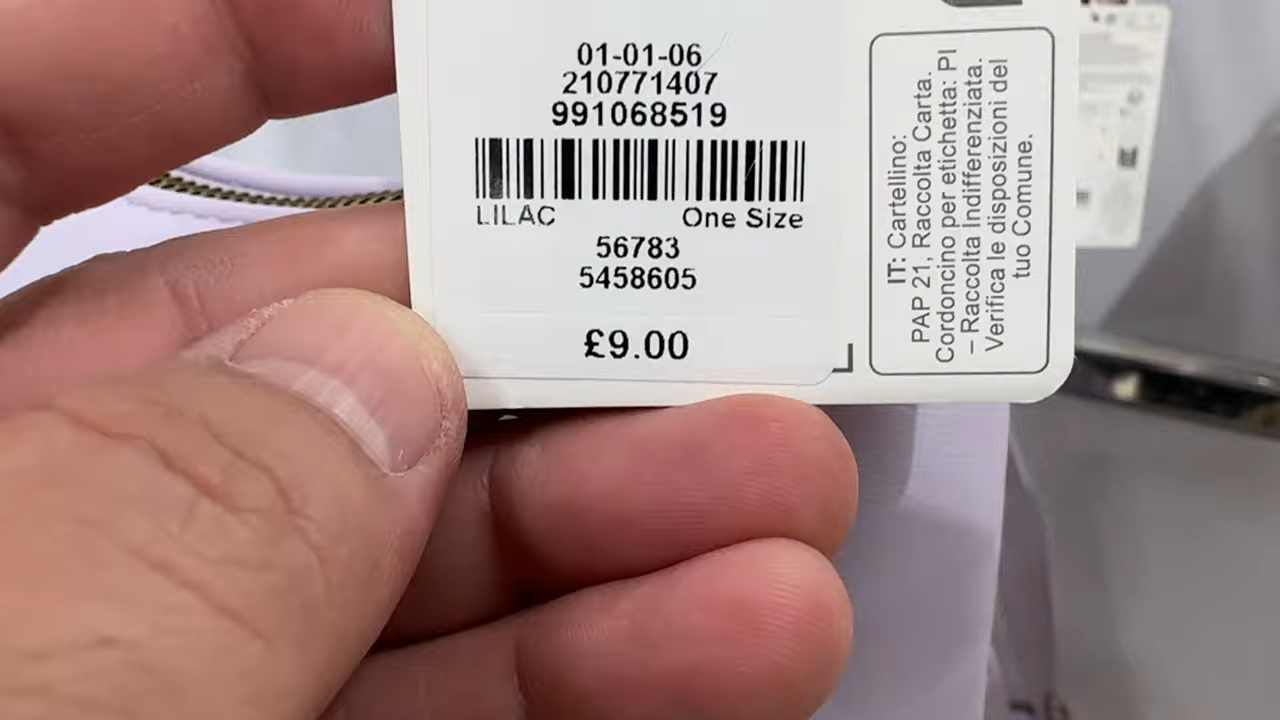 01-01-06
210771407
991068519
LILAC One Size
56783
5458605
£9.00
IT: Cartellino:
PAP 21, Raccolta Carta.
Cordoncino per etichetta: PI
– Raccolta Indifferenziata.
Verifica le disposizioni del
tuo Comune.